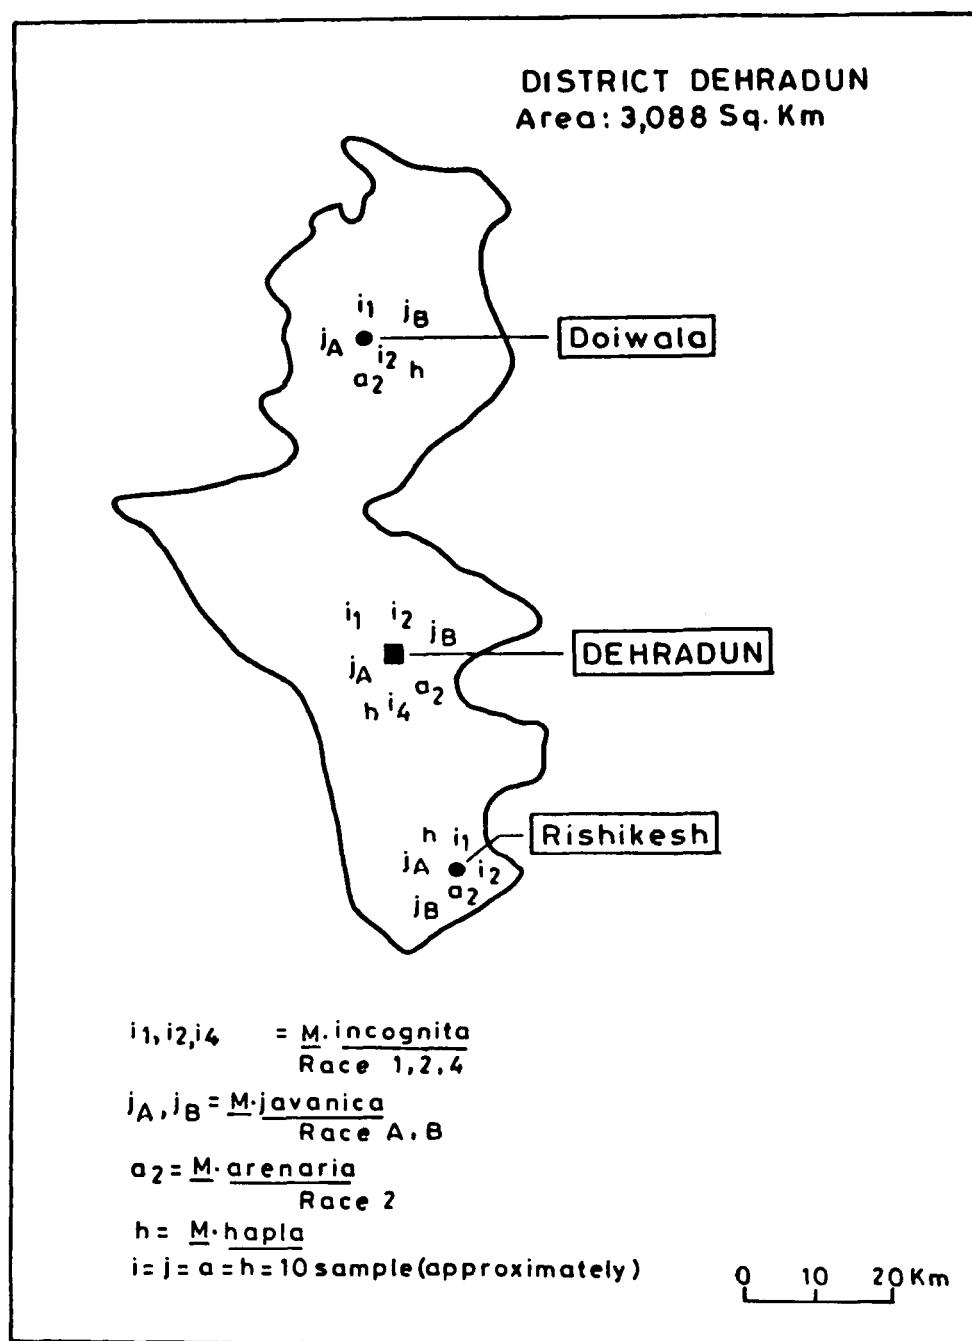 DISTRICT DEHRADUN
Area: 3,088 Sq. Km
i1 jB
jA Doiwala
i2
a2 h
i1 i2
jB
jA DEHRADUN
a2
h i4
h i1 Rishikesh
jA i2
a2
jB
i1,i2,i4 = M. incognita
Race 1,2,4
jA, jB = M. javanica
Race A, B
a2 = M. arenaria
Race 2
h = M. hapla
i = j = a = h = 10 sample (approximately)
0 10 20 Km